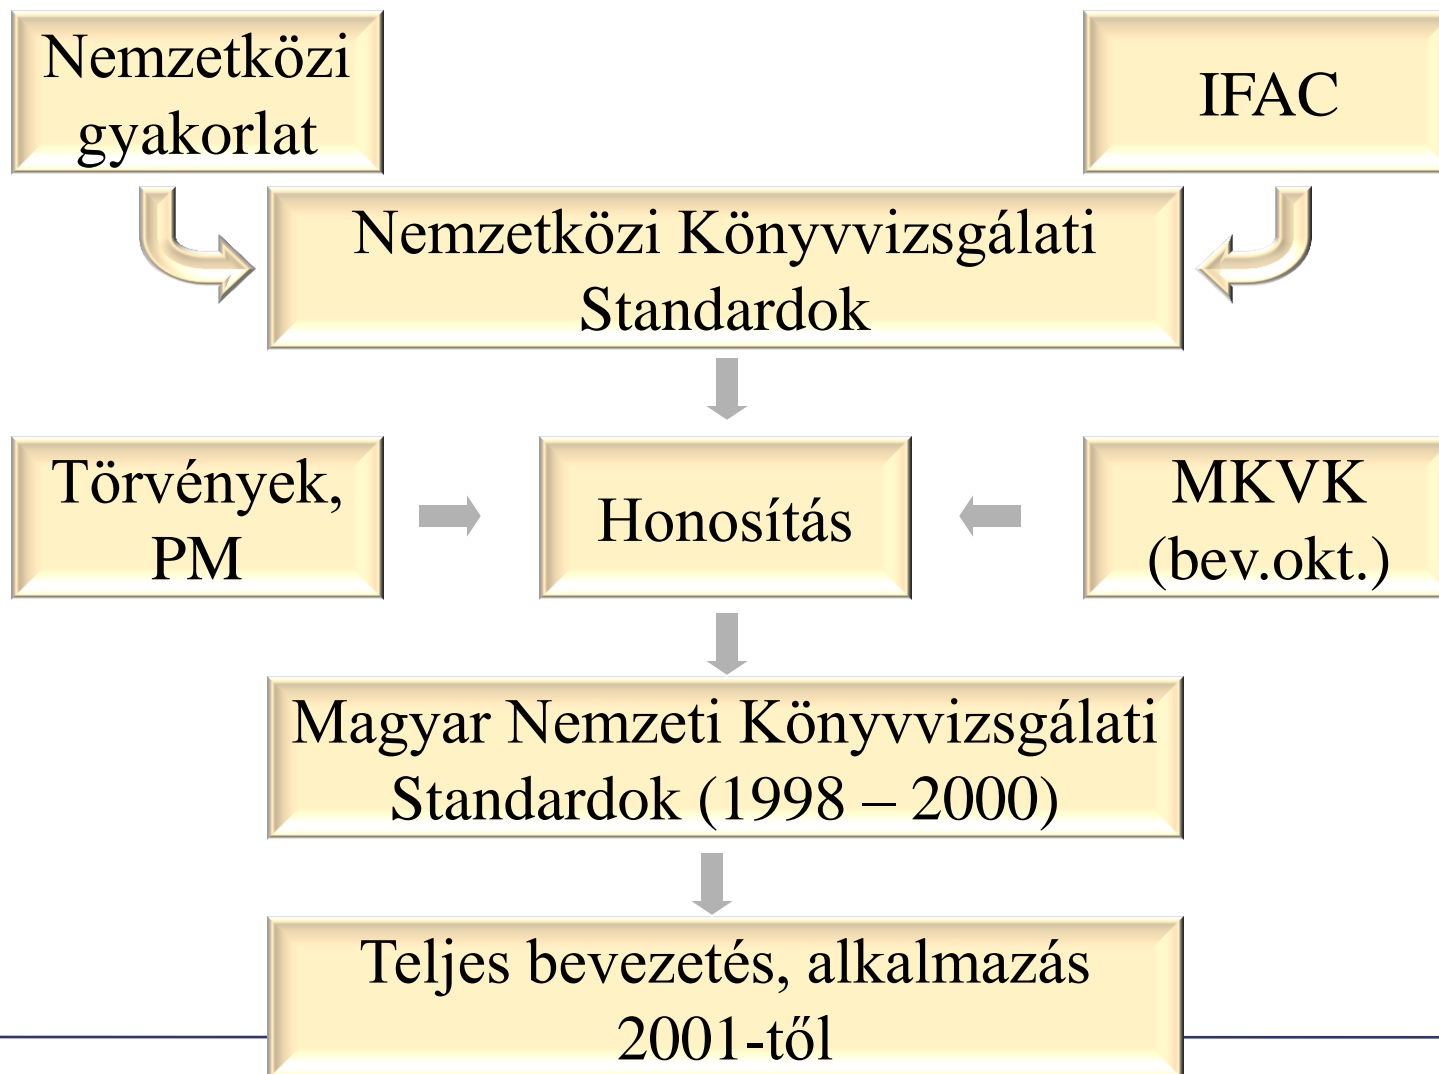 Nemzetközi
gyakorlat
IFAC
Nemzetközi Könyvvizsgálati
Standardok
Törvények,
PM
Honosítás
MKVK
(bev.okt.)
Magyar Nemzeti Könyvvizsgálati
Standardok (1998 – 2000)
Teljes bevezetés, alkalmazás
2001-től